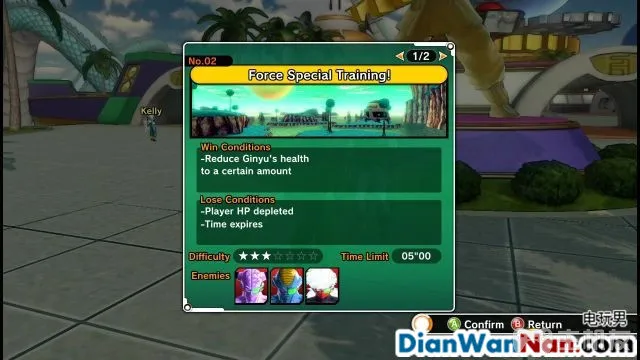 No.02
1/2
Force Special Training!
Kelly
Win Conditions
-Reduce Ginyu's health
to a certain amount
Lose Conditions
-Player HP depleted
-Time expires
Difficulty ★★★☆☆☆☆
Time Limit 05"00
Enemies
电玩男
A Confirm B Return
DianWanNan.com